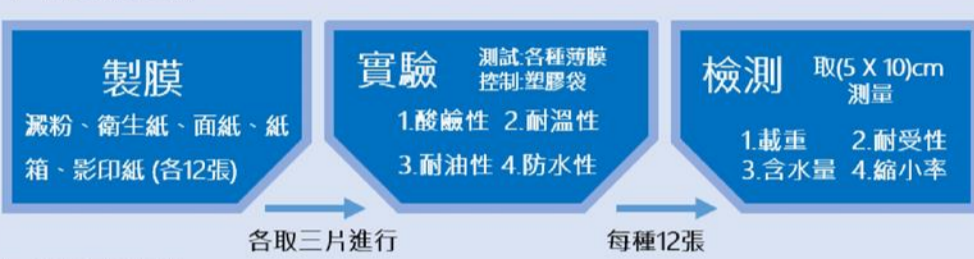 製膜
澱粉、衛生紙、面紙、紙
箱、影印紙 (各12張)
各取三片進行
實驗
測試:各種薄膜
控制:塑膠袋
1.酸鹼性 2.耐溫性
3.耐油性 4.防水性
每種12張
檢測
取(5 X 10)cm
測量
1.載重 2.耐受性
3.含水量 4.縮小率